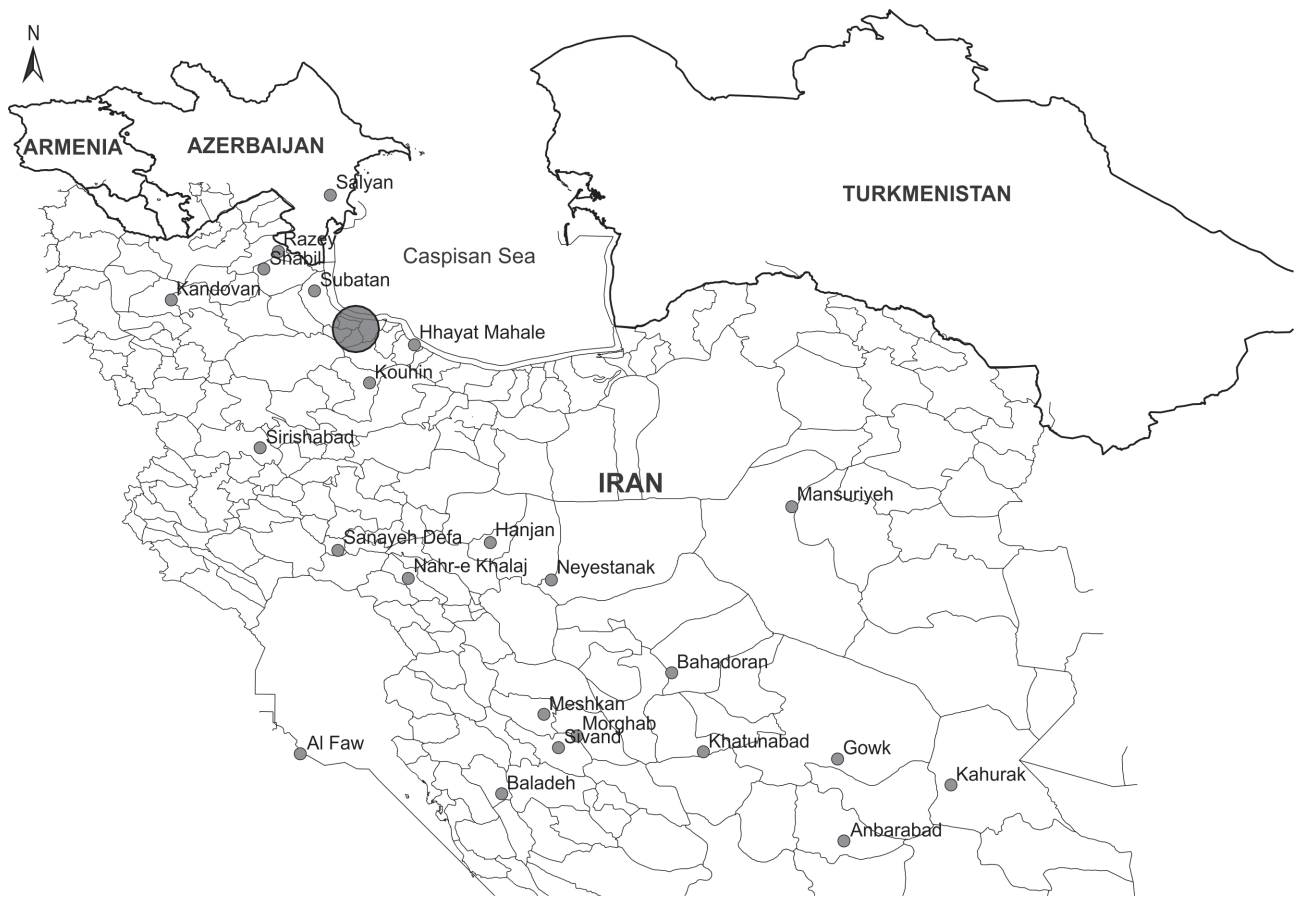 N
ARMENIA
AZERBAIJAN
Salyan
TURKMENISTAN
Razey
Shabil
Caspisan Sea
Kandovan
Subatan
Hhayat Mahale
Kouhin
Sirishabad
IRAN
Mansuriyeh
Hanjan
Sanayeh Defa
Nahr-e Khalaj
Neyestanak
Bahadoran
Meshkan
Morghab
Sivand
Khatunabad
Al Faw
Gowk
Kahurak
Baladeh
Anbarabad